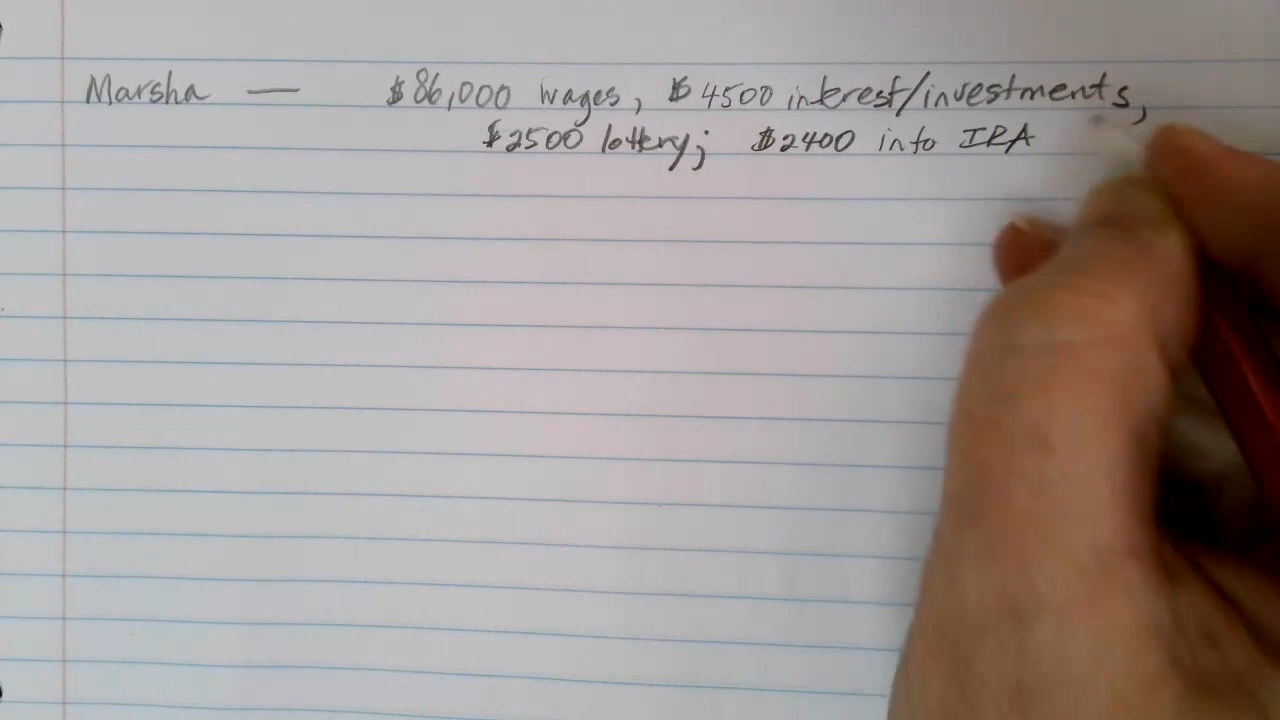 Marsha — $86,000 wages, $4500 interest/investments,
$2500 lottery; $2400 into IRA